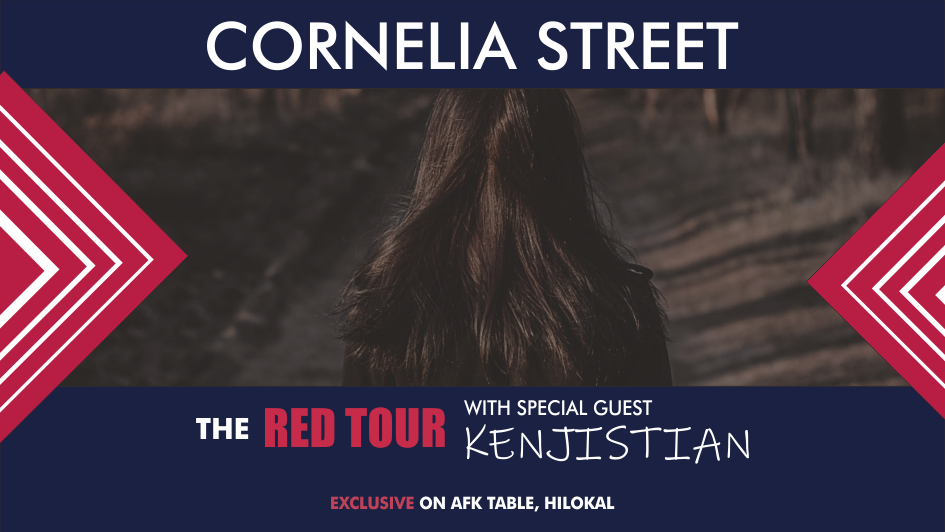 CORNELIA STREET
THE RED TOUR
WITH SPECIAL GUEST
KENJISTIAN
EXCLUSIVE ON AFK TABLE, HILOKAL